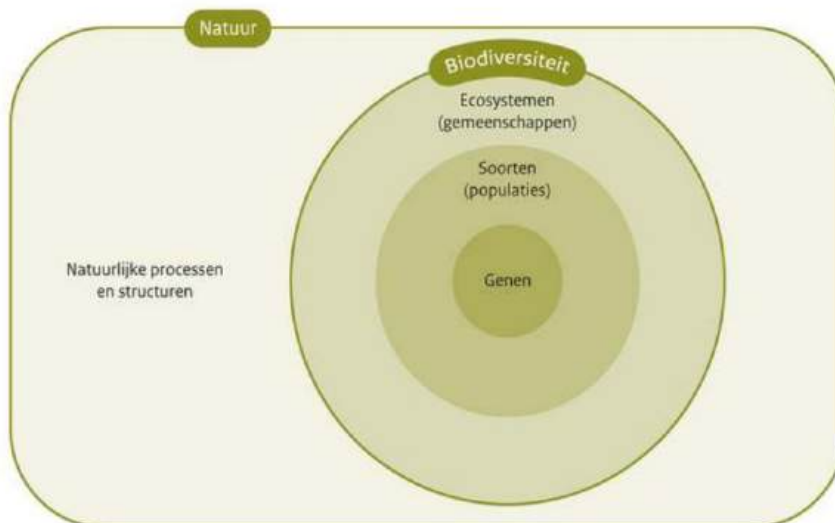 Natuur
Biodiversiteit
Ecosystemen
(gemeenschappen)
Soorten
(populaties)
Natuurlijke processen
en structuren
Genen